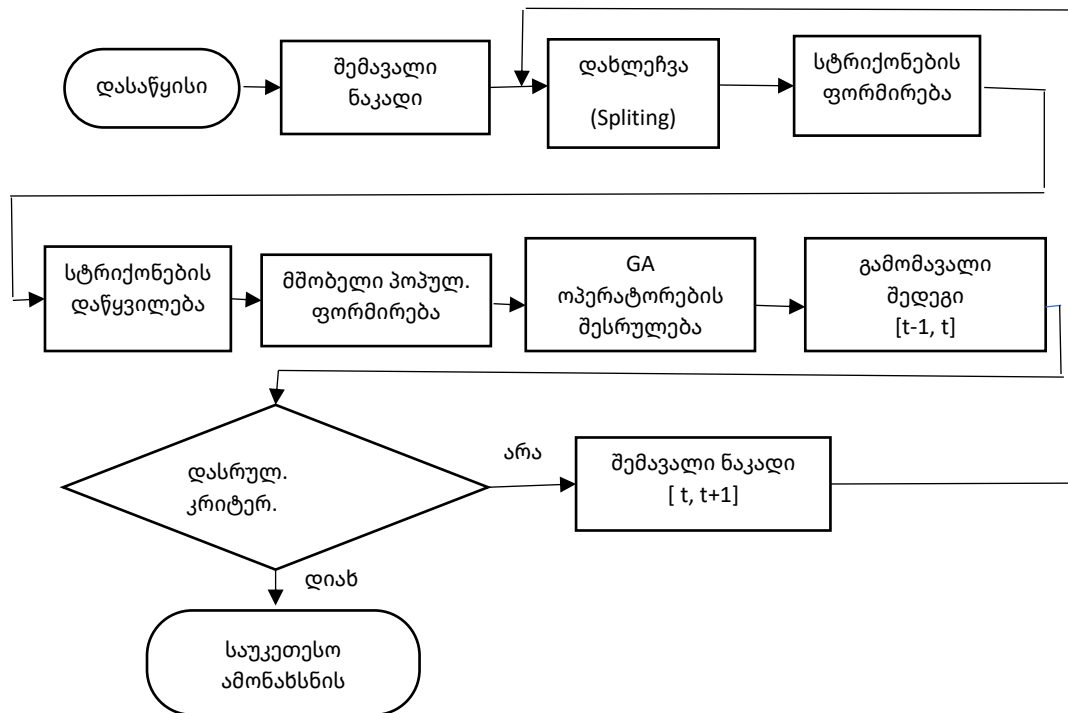 დასაწყისი
შემავალი
ნაკადი
დახლეჩვა
(Spliting)
სტრიქონების
ფორმირება
სტრიქონების
დაწყვილება
მშობელი პოპულ.
ფორმირება
GA
ოპერატორების
შესრულება
გამომავალი
შედეგი
[t-1, t]
დასრულ.
კრიტერ.
არა
შემავალი ნაკადი
[ t, t+1]
დიახ
საუკეთესო
ამონახსნის